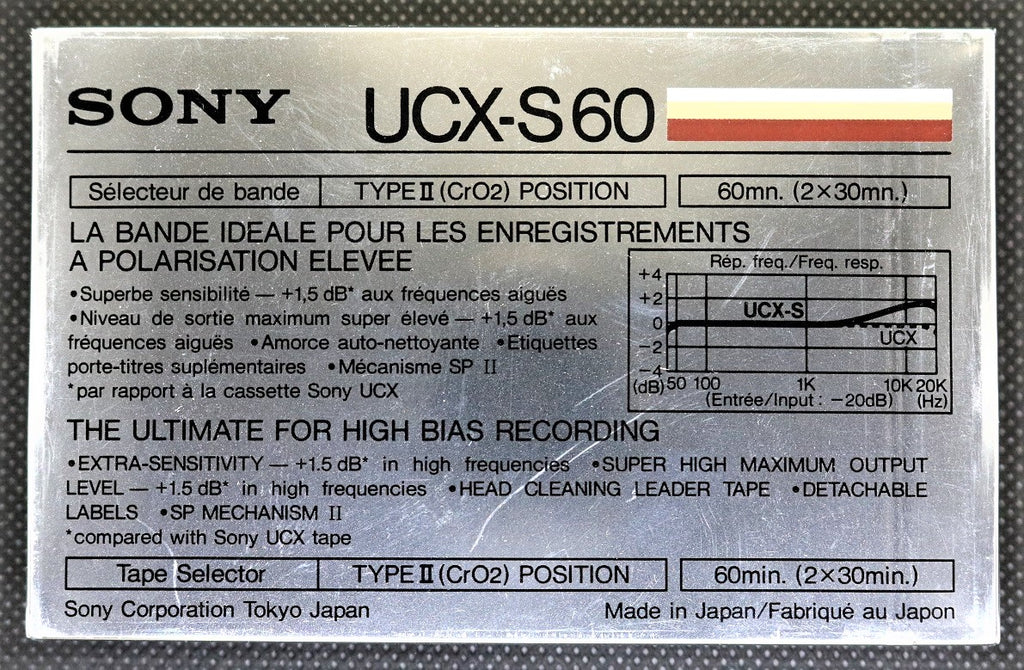 SONY UCX-S 60
Sélecteur de bande TYPE II (CrO2) POSITION 60mn. (2×30mn.)
LA BANDE IDEALE POUR LES ENREGISTREMENTS
A POLARISATION ELEVEE
•Superbe sensibilité — +1,5 dB* aux fréquences aiguës
•Niveau de sortie maximum super élevé — +1,5 dB* aux
fréquences aiguës •Amorce auto-nettoyante •Etiquettes
porte-titres suplémentaires •Mécanisme SP II
*par rapport à la cassette Sony UCX
Rép. freq./Freq. resp.
+4
+2
0
−2
−4
(dB)
UCX-S
UCX
50 100 1K 10K 20K
(Entrée/Input : −20dB) (Hz)
THE ULTIMATE FOR HIGH BIAS RECORDING
•EXTRA-SENSITIVITY — +1.5 dB* in high frequencies •SUPER HIGH MAXIMUM OUTPUT
LEVEL — +1.5 dB* in high frequencies •HEAD CLEANING LEADER TAPE •DETACHABLE
LABELS •SP MECHANISM II
*compared with Sony UCX tape
Tape Selector TYPE II (CrO2) POSITION 60min. (2×30min.)
Sony Corporation Tokyo Japan Made in Japan/Fabriqué au Japon